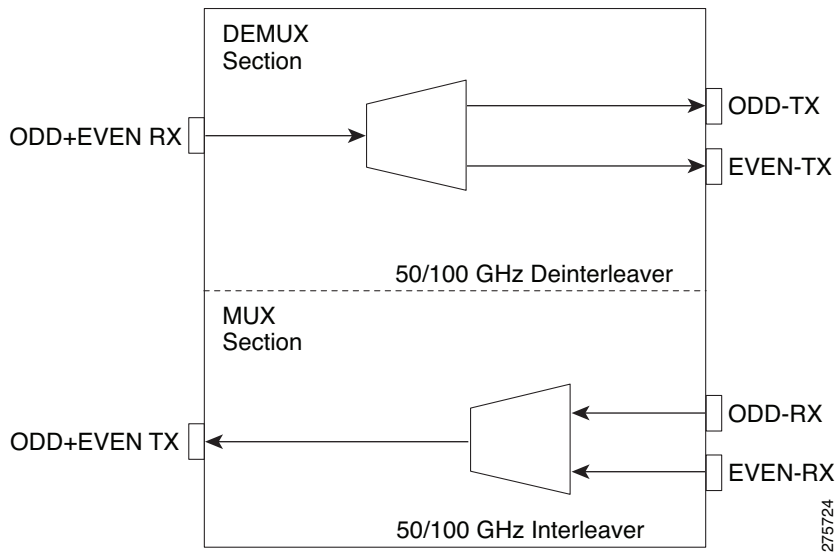 DEMUX
Section
ODD+EVEN RX
ODD-TX
EVEN-TX
50/100 GHz Deinterleaver
MUX
Section
ODD+EVEN TX
ODD-RX
EVEN-RX
50/100 GHz Interleaver
275724